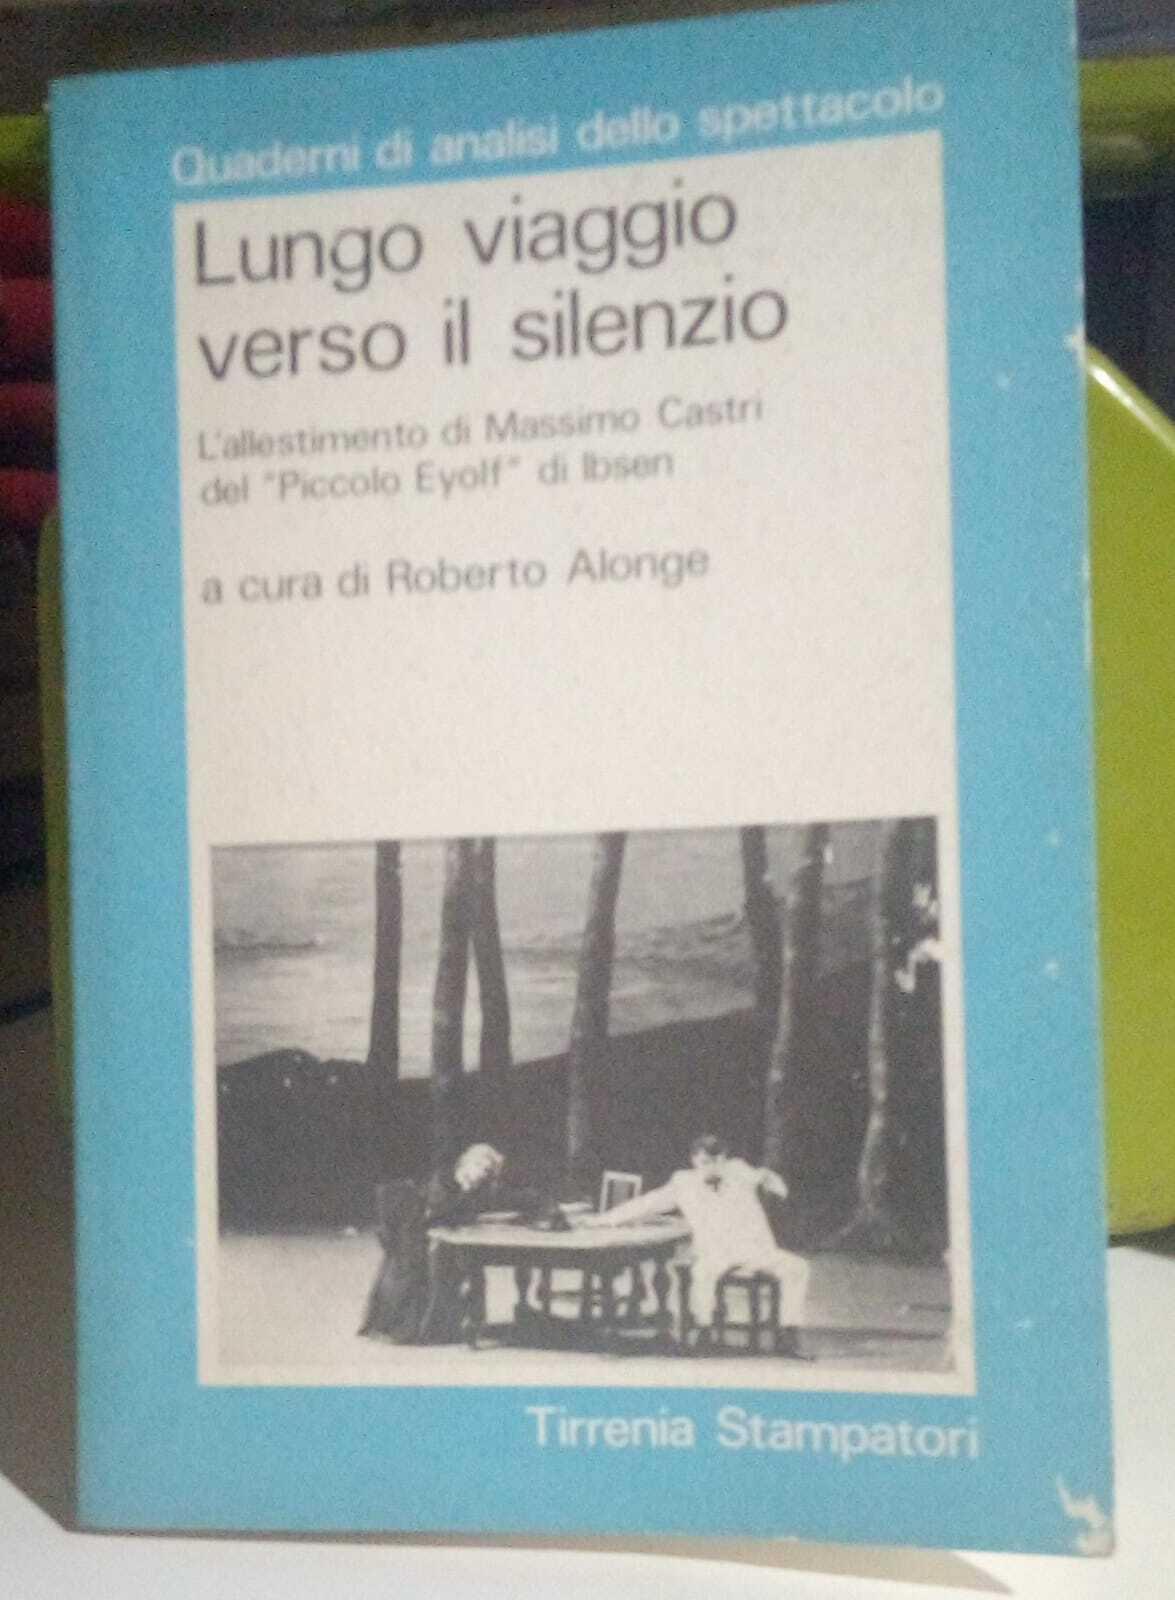 Quaderni di analisi dello spettacolo
Lungo viaggio
verso il silenzio
L'allestimento di Massimo Castri
del "Piccolo Eyolf" di Ibsen
a cura di Roberto Alonge
Tirrenia Stampatori